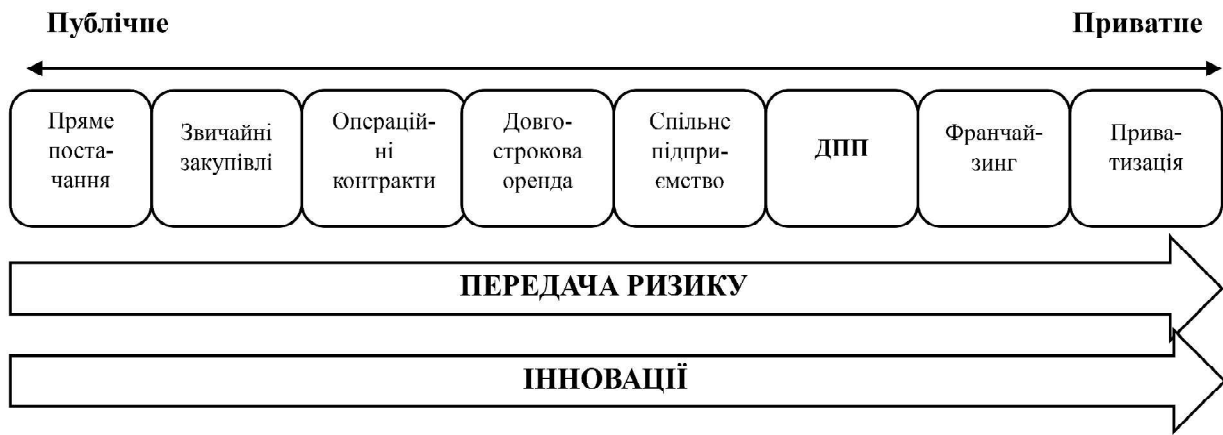 Публічне
Приватне
Пряме
поста-
чання
Звичайні
закупівлі
Операцій-
ні
контракти
Довго-
строкова
оренда
Спільне
підпри-
ємство
ДПП
Франчай-
зинг
Прива-
тизація
ПЕРЕДАЧА РИЗИКУ
ІННОВАЦІЇ